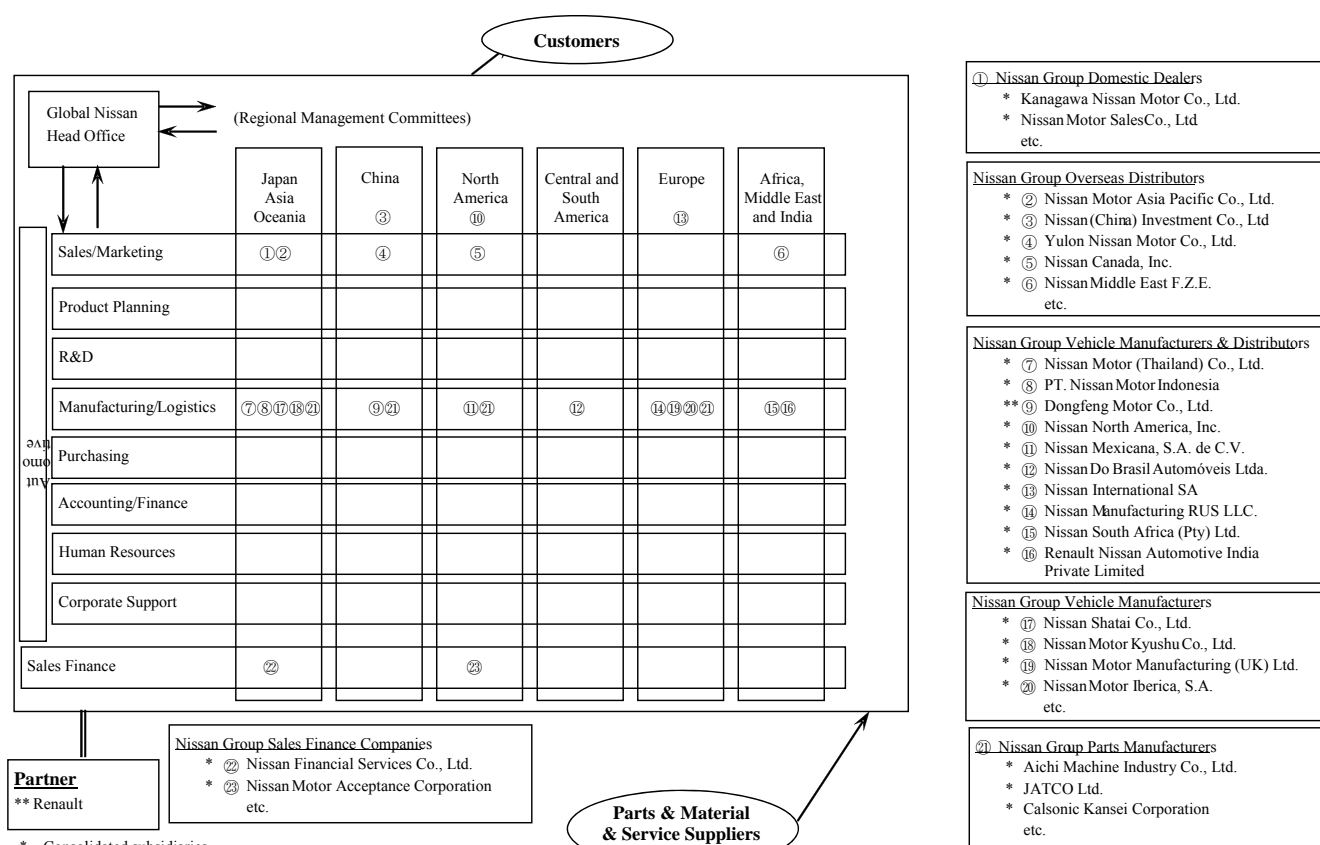 Customers
Global Nissan
Head Office
(Regional Management Committees)
Japan
Asia
Oceania
China
③
North
America
⑩
Central and
South
America
Europe
⑬
Africa,
Middle East
and India
Automotive
Sales/Marketing ①② ④ ⑤ ⑥
Product Planning
R&D
Manufacturing/Logistics ⑦⑧⑰⑱㉑ ⑨㉑ ⑪㉑ ⑫ ⑭⑲⑳㉑ ⑮⑯
Purchasing
Accounting/Finance
Human Resources
Corporate Support
Sales Finance ㉒ ㉓
Partner
** Renault
Nissan Group Sales Finance Companies
* ㉒ Nissan Financial Services Co., Ltd.
* ㉓ Nissan Motor Acceptance Corporation
etc.
Parts & Material
& Service Suppliers
① Nissan Group Domestic Dealers
* Kanagawa Nissan Motor Co., Ltd.
* Nissan Motor SalesCo., Ltd
etc.
Nissan Group Overseas Distributors
* ② Nissan Motor Asia Pacific Co., Ltd.
* ③ Nissan (China) Investment Co., Ltd
* ④ Yulon Nissan Motor Co., Ltd.
* ⑤ Nissan Canada, Inc.
* ⑥ Nissan Middle East F.Z.E.
etc.
Nissan Group Vehicle Manufacturers & Distributors
* ⑦ Nissan Motor (Thailand) Co., Ltd.
* ⑧ PT. Nissan Motor Indonesia
** ⑨ Dongfeng Motor Co., Ltd.
* ⑩ Nissan North America, Inc.
* ⑪ Nissan Mexicana, S.A. de C.V.
* ⑫ Nissan Do Brasil Automóveis Ltda.
* ⑬ Nissan International SA
* ⑭ Nissan Manufacturing RUS LLC.
* ⑮ Nissan South Africa (Pty) Ltd.
* ⑯ Renault Nissan Automotive India
Private Limited
Nissan Group Vehicle Manufacturers
* ⑰ Nissan Shatai Co., Ltd.
* ⑱ Nissan Motor Kyushu Co., Ltd.
* ⑲ Nissan Motor Manufacturing (UK) Ltd.
* ⑳ Nissan Motor Iberica, S.A.
etc.
㉑ Nissan Group Parts Manufacturers
* Aichi Machine Industry Co., Ltd.
* JATCO Ltd.
* Calsonic Kansei Corporation
etc.
* Consolidated subsidiaries